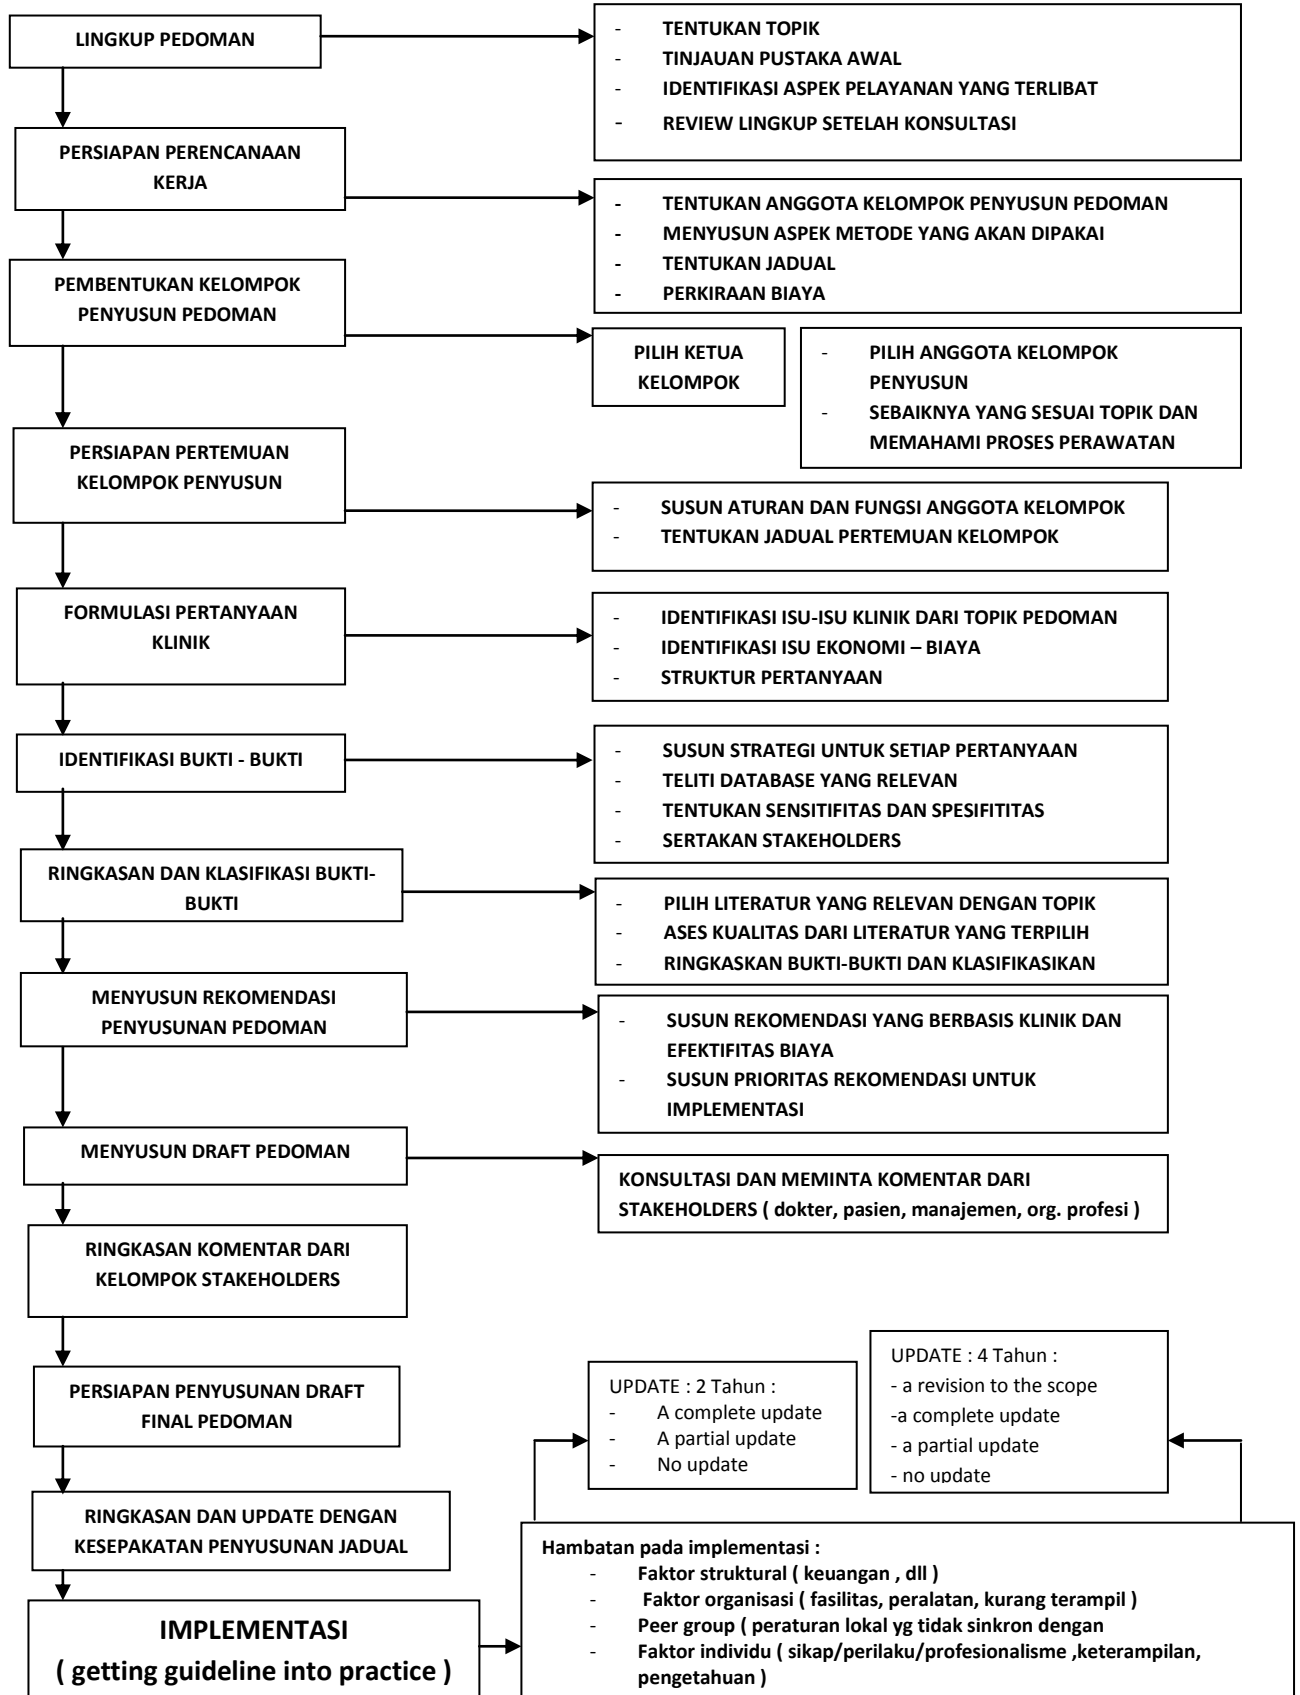 LINGKUP PEDOMAN
- TENTUKAN TOPIK
- TINJAUAN PUSTAKA AWAL
- IDENTIFIKASI ASPEK PELAYANAN YANG TERLIBAT
- REVIEW LINGKUP SETELAH KONSULTASI
PERSIAPAN PERENCANAAN
KERJA
- TENTUKAN ANGGOTA KELOMPOK PENYUSUN PEDOMAN
- MENYUSUN ASPEK METODE YANG AKAN DIPAKAI
- TENTUKAN JADUAL
- PERKIRAAN BIAYA
PEMBENTUKAN KELOMPOK
PENYUSUN PEDOMAN
PILIH KETUA
KELOMPOK
- PILIH ANGGOTA KELOMPOK
PENYUSUN
- SEBAIKNYA YANG SESUAI TOPIK DAN
MEMAHAMI PROSES PERAWATAN
PERSIAPAN PERTEMUAN
KELOMPOK PENYUSUN
- SUSUN ATURAN DAN FUNGSI ANGGOTA KELOMPOK
- TENTUKAN JADUAL PERTEMUAN KELOMPOK
FORMULASI PERTANYAAN
KLINIK
- IDENTIFIKASI ISU-ISU KLINIK DARI TOPIK PEDOMAN
- IDENTIFIKASI ISU EKONOMI – BIAYA
- STRUKTUR PERTANYAAN
IDENTIFIKASI BUKTI - BUKTI
- SUSUN STRATEGI UNTUK SETIAP PERTANYAAN
- TELITI DATABASE YANG RELEVAN
- TENTUKAN SENSITIFITAS DAN SPESIFITITAS
- SERTAKAN STAKEHOLDERS
RINGKASAN DAN KLASIFIKASI BUKTI-
BUKTI
- PILIH LITERATUR YANG RELEVAN DENGAN TOPIK
- ASES KUALITAS DARI LITERATUR YANG TERPILIH
- RINGKASKAN BUKTI-BUKTI DAN KLASIFIKASIKAN
MENYUSUN REKOMENDASI
PENYUSUNAN PEDOMAN
- SUSUN REKOMENDASI YANG BERBASIS KLINIK DAN
EFEKTIFITAS BIAYA
- SUSUN PRIORITAS REKOMENDASI UNTUK
IMPLEMENTASI
MENYUSUN DRAFT PEDOMAN
KONSULTASI DAN MEMINTA KOMENTAR DARI
STAKEHOLDERS ( dokter, pasien, manajemen, org. profesi )
RINGKASAN KOMENTAR DARI
KELOMPOK STAKEHOLDERS
PERSIAPAN PENYUSUNAN DRAFT
FINAL PEDOMAN
UPDATE : 2 Tahun :
- A complete update
- A partial update
- No update
UPDATE : 4 Tahun :
- a revision to the scope
-a complete update
- a partial update
- no update
RINGKASAN DAN UPDATE DENGAN
KESEPAKATAN PENYUSUNAN JADUAL
IMPLEMENTASI
( getting guideline into practice )
Hambatan pada implementasi :
- Faktor struktural ( keuangan , dll )
- Faktor organisasi ( fasilitas, peralatan, kurang terampil )
- Peer group ( peraturan lokal yg tidak sinkron dengan
- Faktor individu ( sikap/perilaku/profesionalisme ,keterampilan,
pengetahuan )